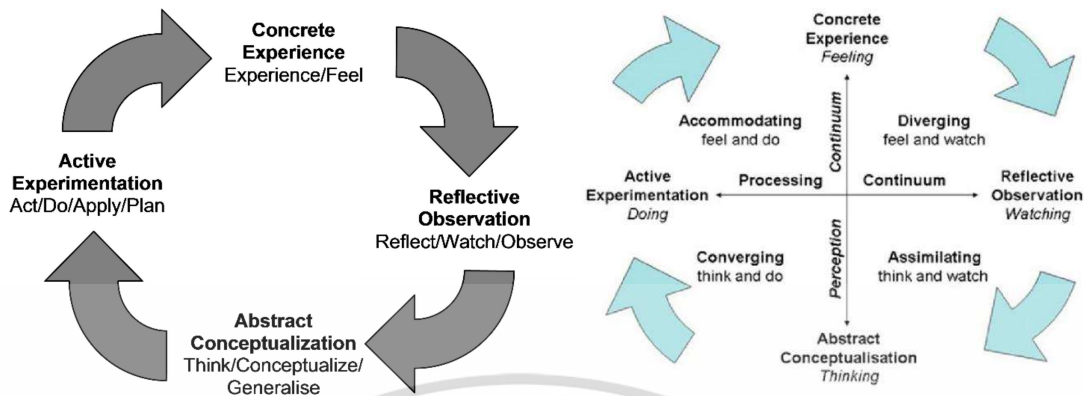 Concrete
Experience
Experience/Feel
Reflective
Observation
Reflect/Watch/Observe
Abstract
Conceptualization
Think/Conceptualize/
Generalise
Active
Experimentation
Act/Do/Apply/Plan
Concrete
Experience
Feeling
Accommodating
feel and do
Continuum
Diverging
feel and watch
Active
Experimentation
Doing
Processing
Continuum
Reflective
Observation
Watching
Converging
think and do
Perception
Assimilating
think and watch
Abstract
Conceptualisation
Thinking